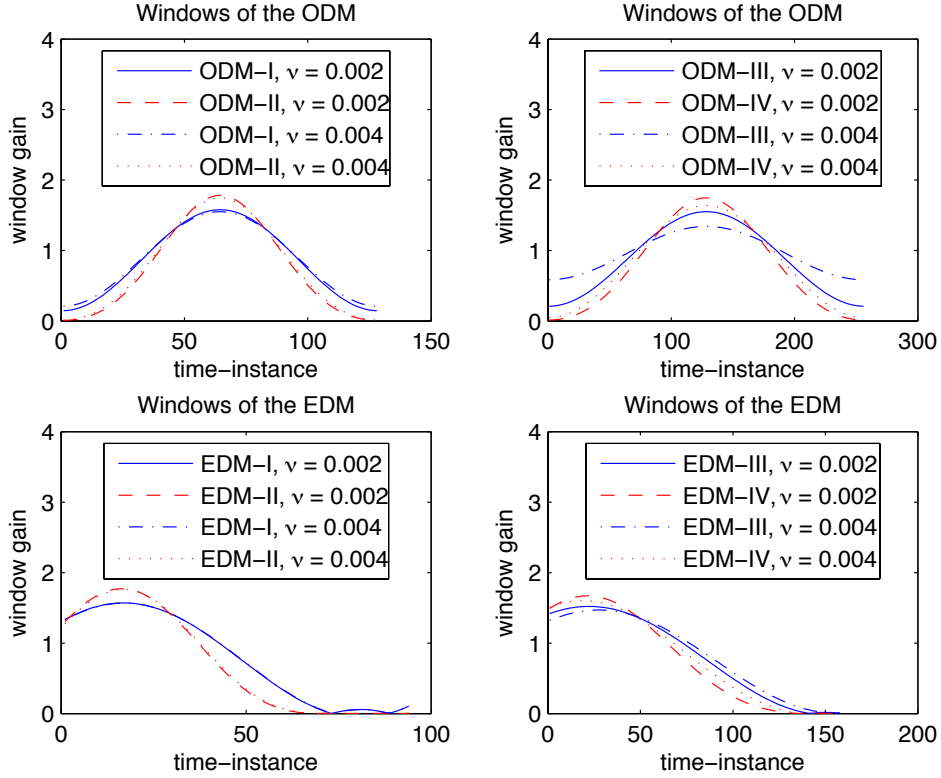 Windows of the ODM
window gain
4
3
2
1
0
ODM−I, ν = 0.002
ODM−II, ν = 0.002
ODM−I, ν = 0.004
ODM−II, ν = 0.004
0 50 100 150
time−instance
Windows of the ODM
window gain
4
3
2
1
0
ODM−III, ν = 0.002
ODM−IV, ν = 0.002
ODM−III, ν = 0.004
ODM−IV, ν = 0.004
0 100 200 300
time−instance
Windows of the EDM
window gain
4
3
2
1
0
EDM−I, ν = 0.002
EDM−II, ν = 0.002
EDM−I, ν = 0.004
EDM−II, ν = 0.004
0 50 100
time−instance
Windows of the EDM
window gain
4
3
2
1
0
EDM−III, ν = 0.002
EDM−IV, ν = 0.002
EDM−III, ν = 0.004
EDM−IV, ν = 0.004
0 50 100 150 200
time−instance